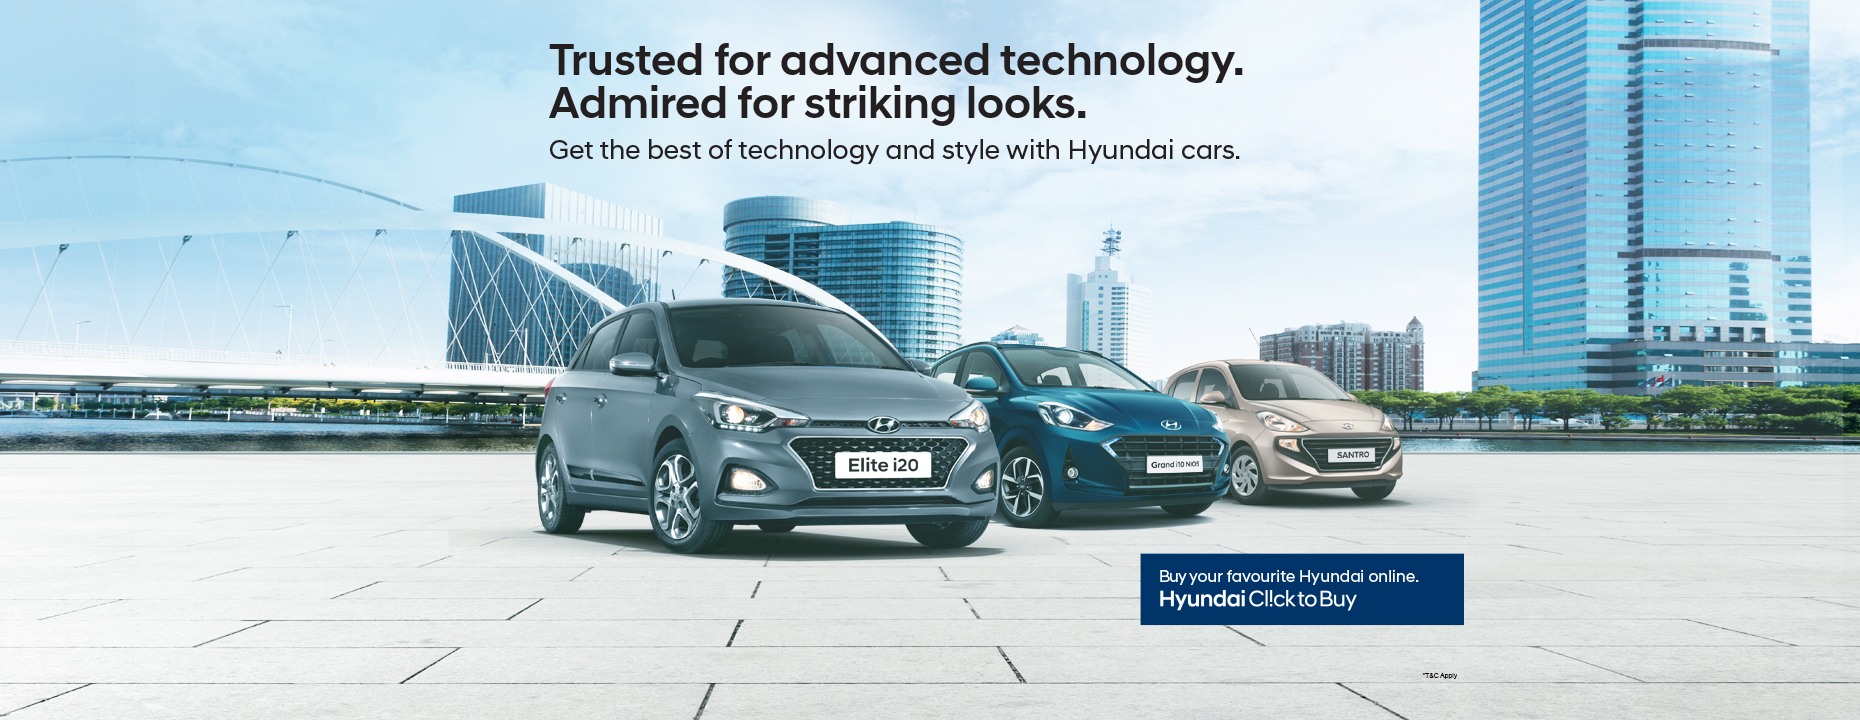 Trusted for advanced technology.
Admired for striking looks.
Get the best of technology and style with Hyundai cars.
Elite i20
Grand i10 NIOS
SANTRO
Buy your favourite Hyundai online.
Hyundai Cl!ck to Buy
*T&C Apply